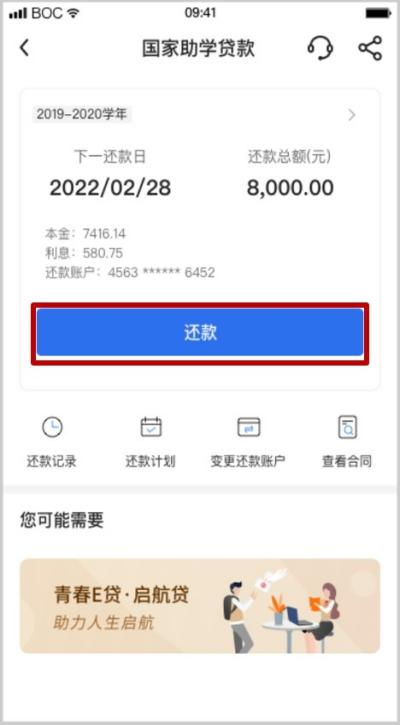 BOC 09:41
国家助学贷款
2019-2020学年
下一还款日 还款总额(元)
2022/02/28 8,000.00
本金：7416.14
利息：580.75
还款账户：4563 ****** 6452
还款
还款记录 还款计划 变更还款账户 查看合同
您可能需要
青春E贷·启航贷
助力人生启航